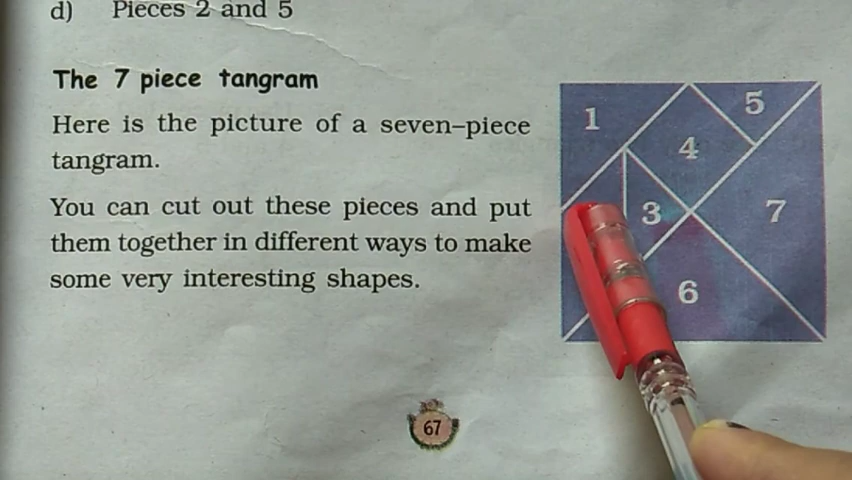 d) Pieces 2 and 5
The 7 piece tangram
Here is the picture of a seven–piece
tangram.
You can cut out these pieces and put
them together in different ways to make
some very interesting shapes.
1
5
4
3
7
6
67